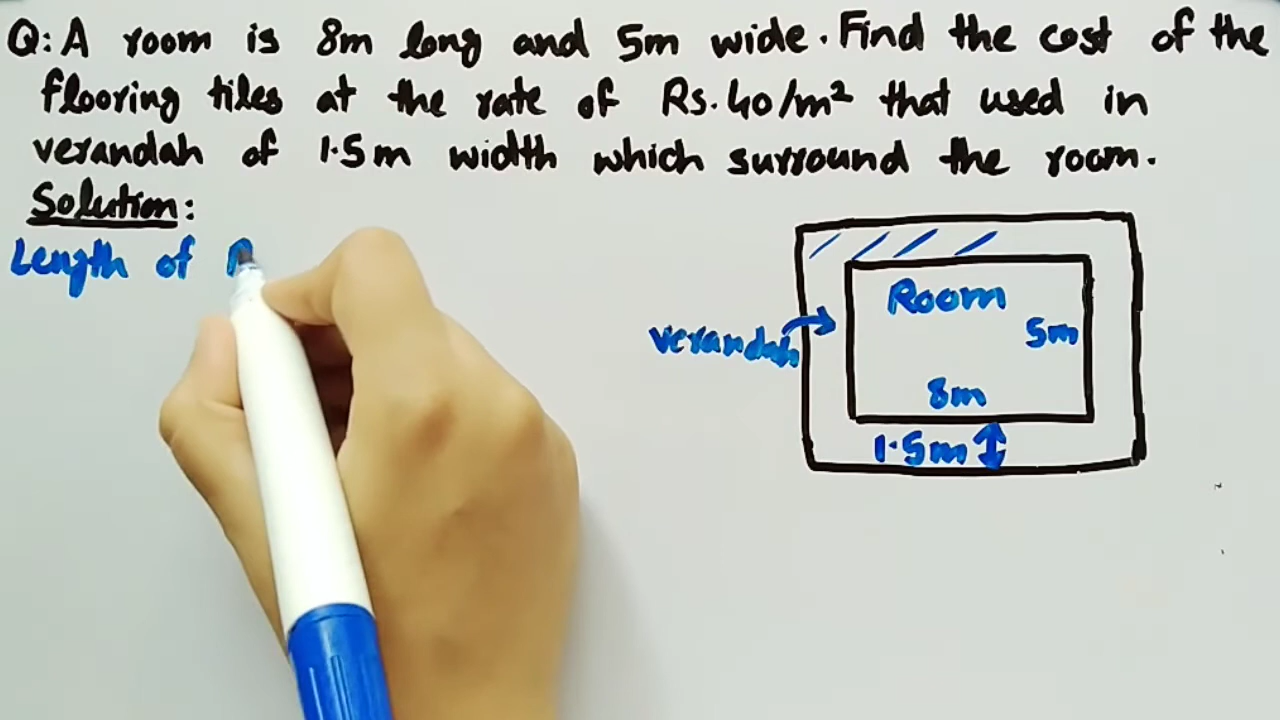 Q: A room is 8m long and 5m wide. Find the cost of the
flooring tiles at the rate of Rs. 40/m² that used in
verandah of 1.5m width which surround the room.
Solution:
Length of
Room
verandah
5m
8m
1.5m